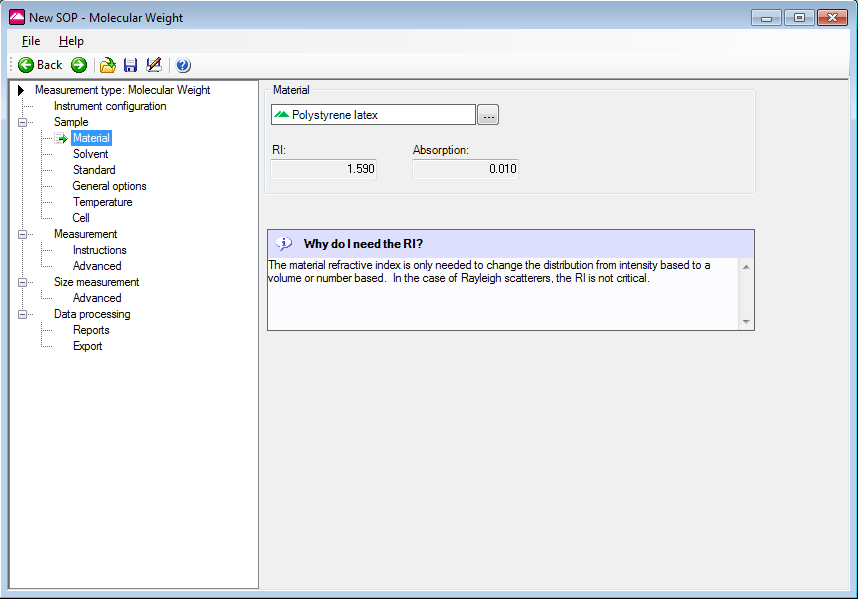 New SOP - Molecular Weight
File Help
Back
Measurement type: Molecular Weight
Instrument configuration
Sample
Material
Solvent
Standard
General options
Temperature
Cell
Measurement
Instructions
Advanced
Size measurement
Advanced
Data processing
Reports
Export
Material
Polystyrene latex
...
RI: Absorption:
1.590 0.010
Why do I need the RI?
The material refractive index is only needed to change the distribution from intensity based to a
volume or number based. In the case of Rayleigh scatterers, the RI is not critical.